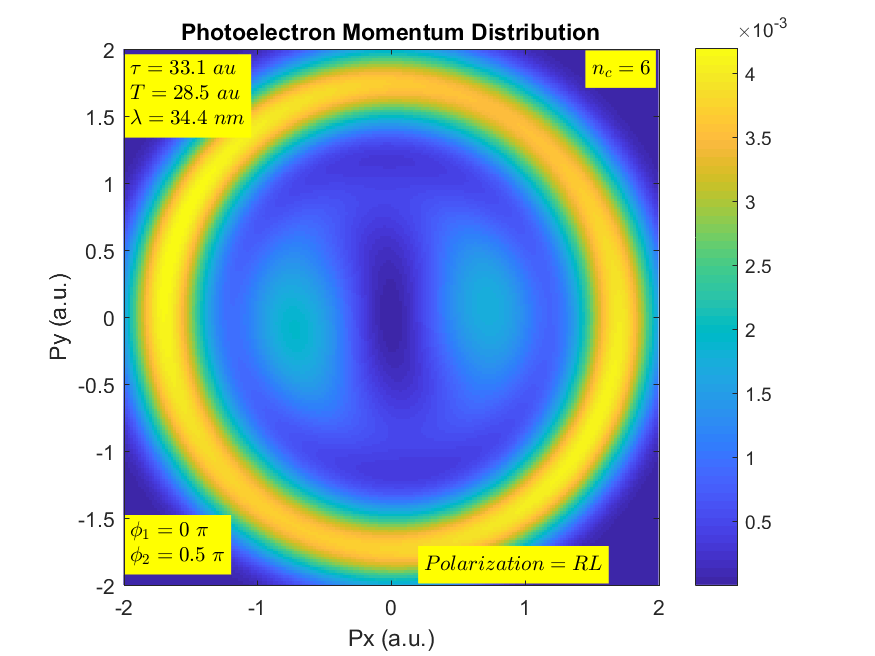 Photoelectron Momentum Distribution
×10⁻³
τ = 33.1 au
T = 28.5 au
λ = 34.4 nm
n_c = 6
2
1.5
1
0.5
0
-0.5
-1
-1.5
-2
Py (a.u.)
4
3.5
3
2.5
2
1.5
1
0.5
ϕ₁ = 0 π
ϕ₂ = 0.5 π
Polarization = RL
-2 -1 0 1 2
Px (a.u.)